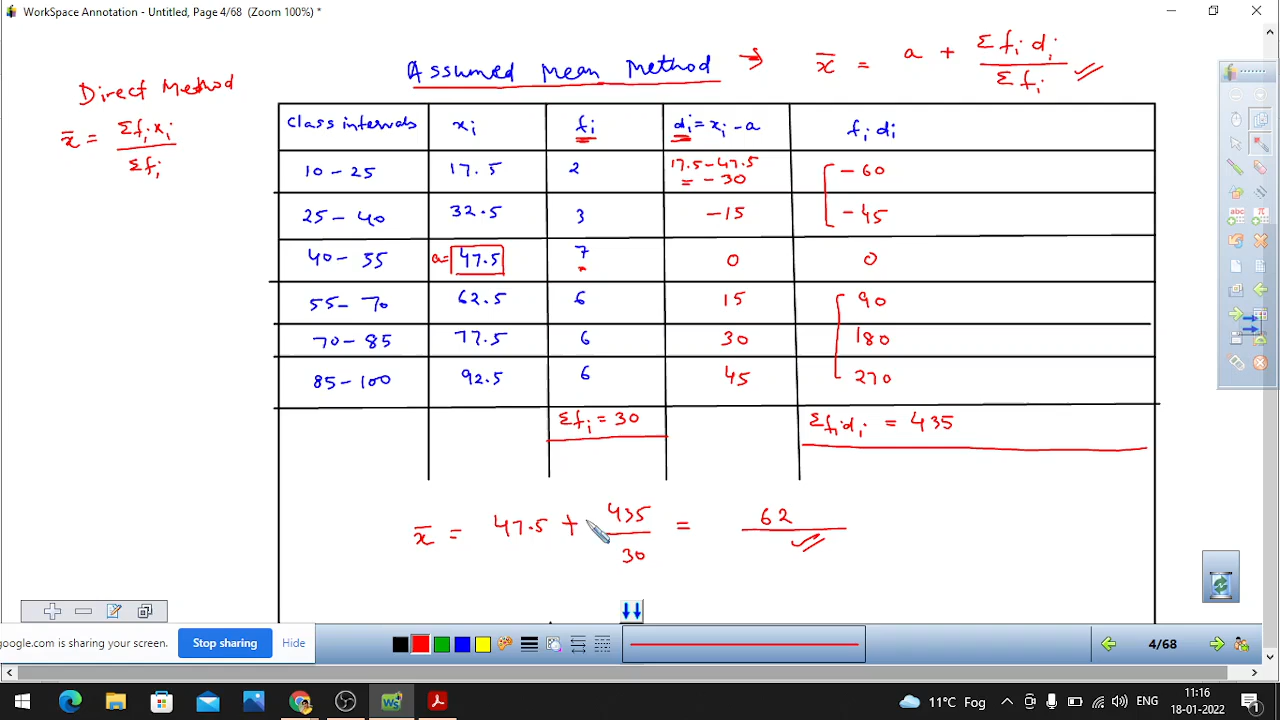 WorkSpace Annotation - Untitled, Page 4/68 (Zoom 100%) *
Assumed Mean Method → x̄ = a + Σfidi / Σfi
Direct Method
x̄ = Σfixi / Σfi
Class intervals xi fi di = xi - a fi di
10 - 25 17.5 2 17.5 - 47.5 = - 30 - 60
25 - 40 32.5 3 - 15 - 45
40 - 55 a= 47.5 7 0 0
55 - 70 62.5 6 15 90
70 - 85 77.5 6 30 180
85 - 100 92.5 6 45 270
Σfi = 30 Σfidi = 435
x̄ = 47.5 + 435 / 30 = 62
abc π
google.com is sharing your screen. Stop sharing Hide
4/68
11°C Fog ENG 11:16
18-01-2022